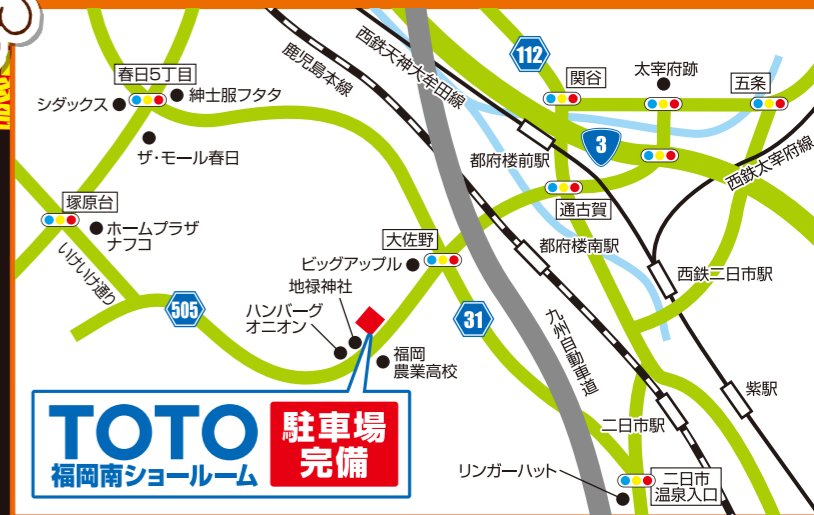 春日5丁目
シダックス
紳士服フタタ
ザ・モール春日
塚原台
ホームプラザ
ナフコ
いけいけ通り
505
鹿児島本線
西鉄天神大牟田線
112
関谷
太宰府跡
五条
3
都府楼前駅
西鉄太宰府線
通古賀
大佐野
ビッグアップル
都府楼南駅
西鉄二日市駅
地禄神社
ハンバーグ
オニオン
31
福岡
農業高校
九州自動車道
紫駅
二日市駅
リンガーハット
二日市
温泉入口
TOTO
福岡南ショールーム
駐車場
完備